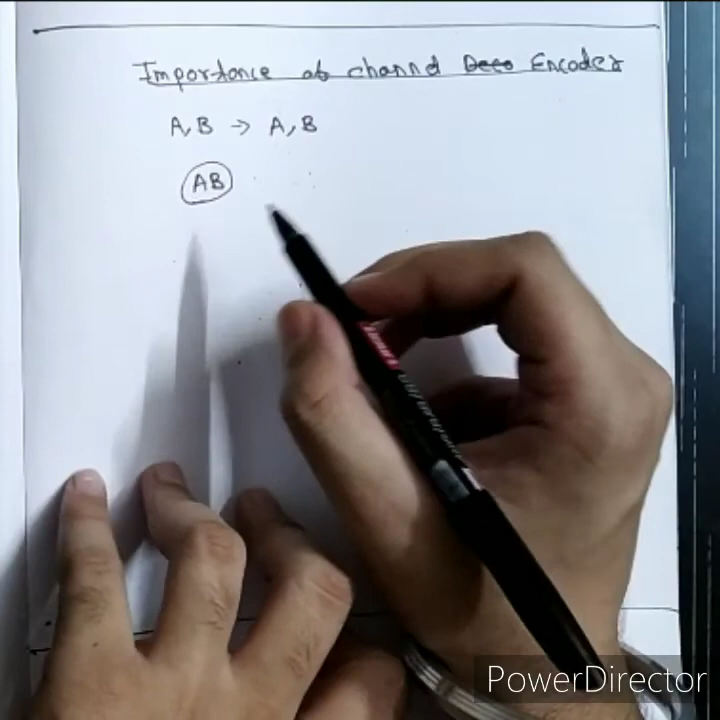 Importance of channel Deco Encoder
A, B → A, B
AB
PowerDirector